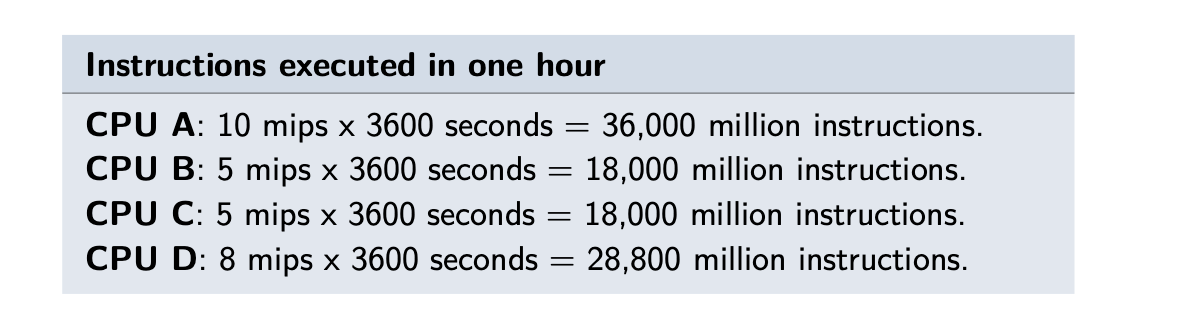 Instructions executed in one hour
CPU A: 10 mips x 3600 seconds = 36,000 million instructions.
CPU B: 5 mips x 3600 seconds = 18,000 million instructions.
CPU C: 5 mips x 3600 seconds = 18,000 million instructions.
CPU D: 8 mips x 3600 seconds = 28,800 million instructions.